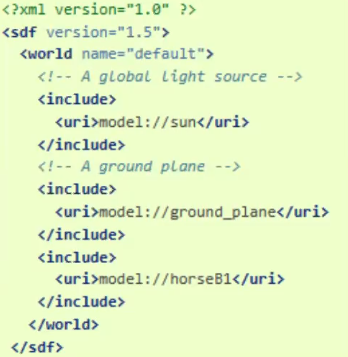 <?xml version="1.0" ?>
<sdf version="1.5">
<world name="default">
<!-- A global light source -->
<include>
<uri>model://sun</uri>
</include>
<!-- A ground plane -->
<include>
<uri>model://ground_plane</uri>
</include>
<include>
<uri>model://horseB1</uri>
</include>
</world>
</sdf>